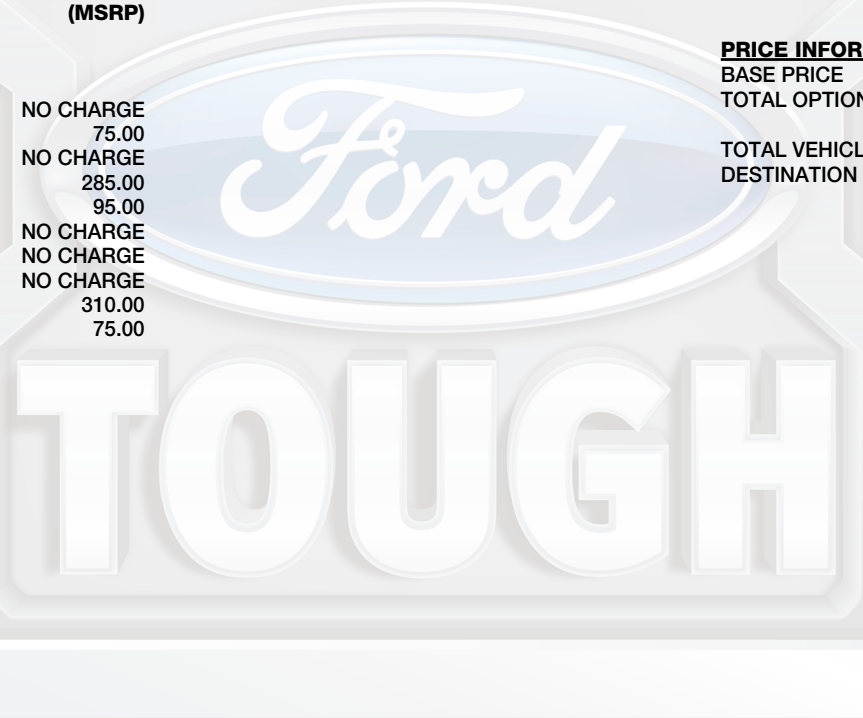 (MSRP)
NO CHARGE
75.00
NO CHARGE
285.00
95.00
NO CHARGE
NO CHARGE
NO CHARGE
310.00
75.00
PRICE INFOR
BASE PRICE
TOTAL OPTION
TOTAL VEHICL
DESTINATION
Ford
TOUGH